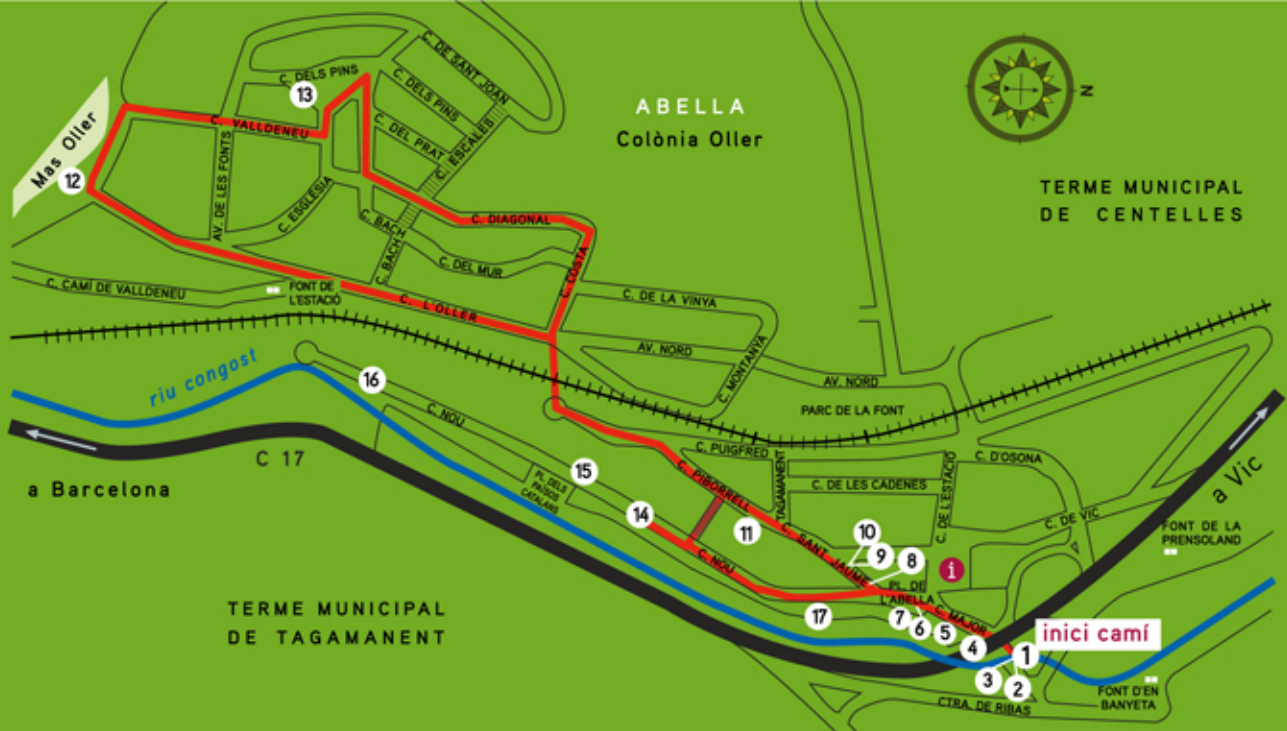 C. DE SANT JOAN
C. DELS PINS
13
C. DELS PINS
ABELLA
Colònia Oller
N
C. VALLDENEU
C. DEL PRAT
C. ESCALES
Mas Oller
12
AV. DE LES FONTS
C. ESGLÈSIA
TERME MUNICIPAL
DE CENTELLES
C. BACH
C. BACH
C. DIAGONAL
C. DEL MUR
C. COSTA
C. CAMÍ DE VALLDENEU
FONT DE
L'ESTACIÓ
C. L'OLLER
C. DE LA VINYA
AV. NORD
C. MONTANYA
AV. NORD
PARC DE LA FONT
riu congost
16
C. NOU
C 17
a Barcelona
C. PUIGFRED
TAGAMANENT
C. DE LES CADENES
C. DE L'ESTACIÓ
C. D'OSONA
C. DE VIC
a Vic
FONT DE LA
PRENSOLAND
15
PL. DELS
PAÏSOS
CATALANS
C. PIBORRELL
14
11
C. SANT JAUME
10
9
8
i
C. NOU
PL. DE
L'ABELLA
C. MAJOR
17
7
6
5
4
inici camí
1
3
2
TERME MUNICIPAL
DE TAGAMANENT
CTRA. DE RIBAS
FONT D'EN
BANYETA